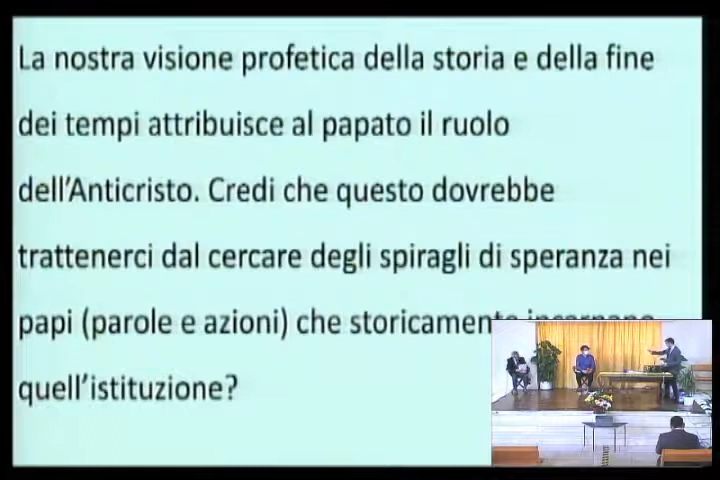 La nostra visione profetica della storia e della fine
dei tempi attribuisce al papato il ruolo
dell'Anticristo. Credi che questo dovrebbe
trattenerci dal cercare degli spiragli di speranza nei
papi (parole e azioni) che storicamente
quell'istituzione?